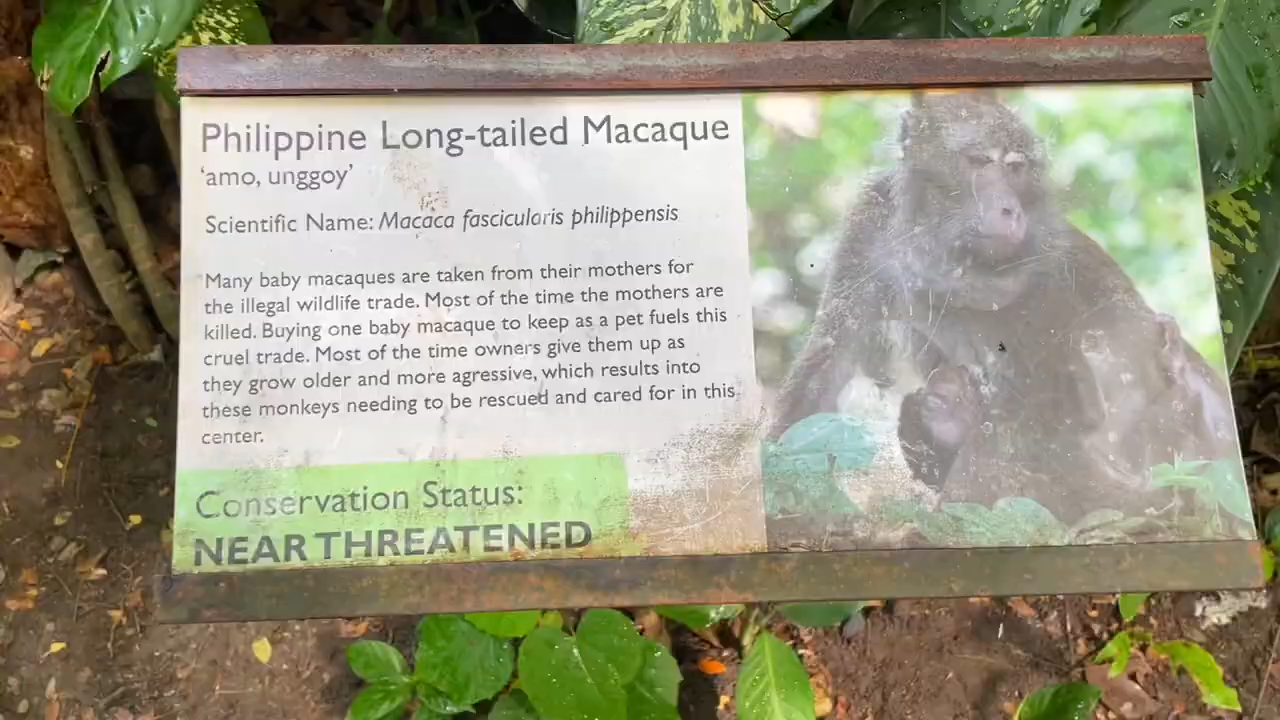 Philippine Long-tailed Macaque
‘amo, unggoy’
Scientific Name: Macaca fascicularis philippensis
Many baby macaques are taken from their mothers for
the illegal wildlife trade. Most of the time the mothers are
killed. Buying one baby macaque to keep as a pet fuels this
cruel trade. Most of the time owners give them up as
they grow older and more agressive, which results into
these monkeys needing to be rescued and cared for in this
center.
Conservation Status:
NEAR THREATENED